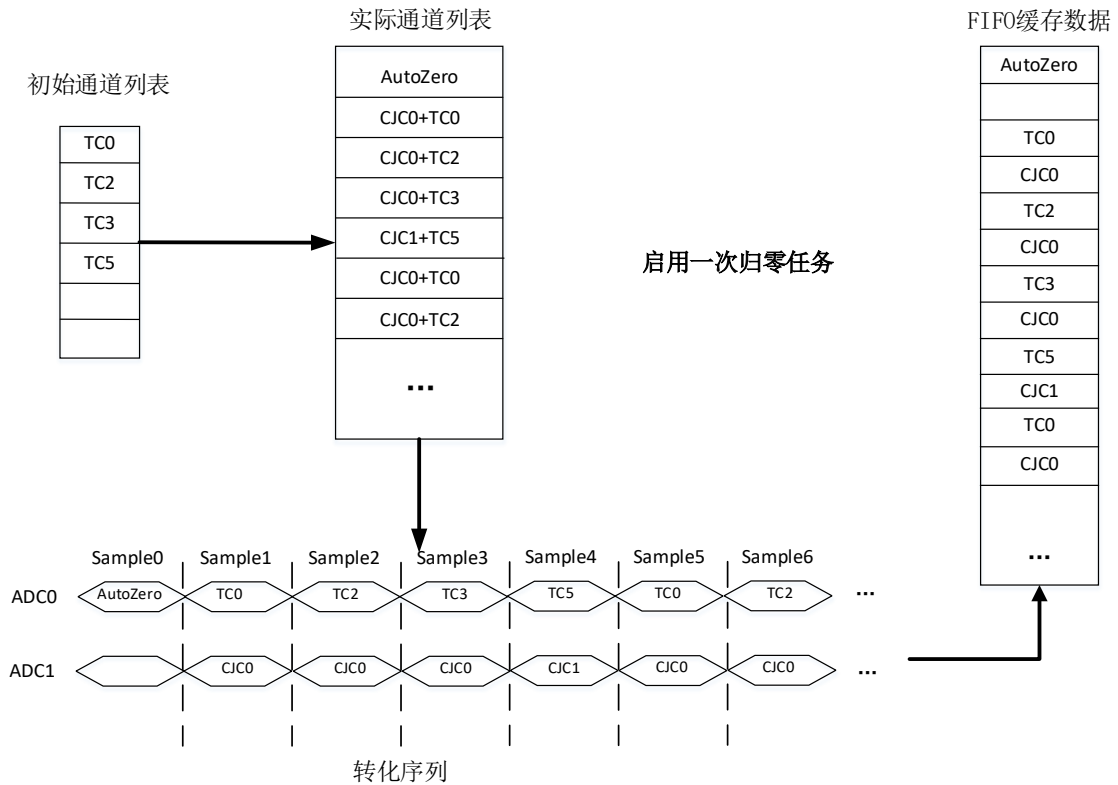 初始通道列表
TC0
TC2
TC3
TC5
实际通道列表
AutoZero
CJC0+TC0
CJC0+TC2
CJC0+TC3
CJC1+TC5
CJC0+TC0
CJC0+TC2
...
启用一次归零任务
FIFO缓存数据
AutoZero
TC0
CJC0
TC2
CJC0
TC3
CJC0
TC5
CJC1
TC0
CJC0
...
Sample0 Sample1 Sample2 Sample3 Sample4 Sample5 Sample6
ADC0 AutoZero TC0 TC2 TC3 TC5 TC0 TC2 ...
ADC1 CJC0 CJC0 CJC0 CJC1 CJC0 CJC0 ...
转化序列